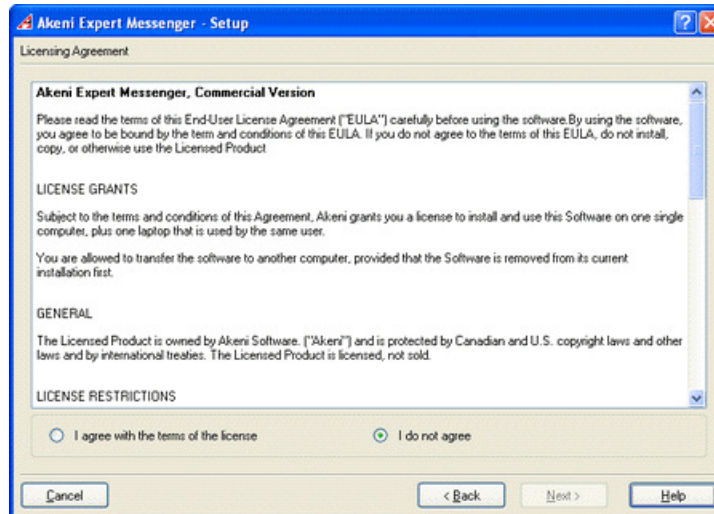 Akeni Expert Messenger - Setup
Licensing Agreement
Akeni Expert Messenger, Commercial Version
Please read the terms of this End-User License Agreement ("EULA") carefully before using the software.By using the software,
you agree to be bound by the term and conditions of this EULA. If you do not agree to the terms of this EULA, do not install,
copy, or otherwise use the Licensed Product
LICENSE GRANTS
Subject to the terms and conditions of this Agreement, Akeni grants you a license to install and use this Software on one single
computer, plus one laptop that is used by the same user.
You are allowed to transfer the software to another computer, provided that the Software is removed from its current
installation first.
GENERAL
The Licensed Product is owned by Akeni Software. ("Akeni") and is protected by Canadian and U.S. copyright laws and other
laws and by international treaties. The Licensed Product is licensed, not sold.
LICENSE RESTRICTIONS
I agree with the terms of the license
I do not agree
Cancel
< Back
Next >
Help